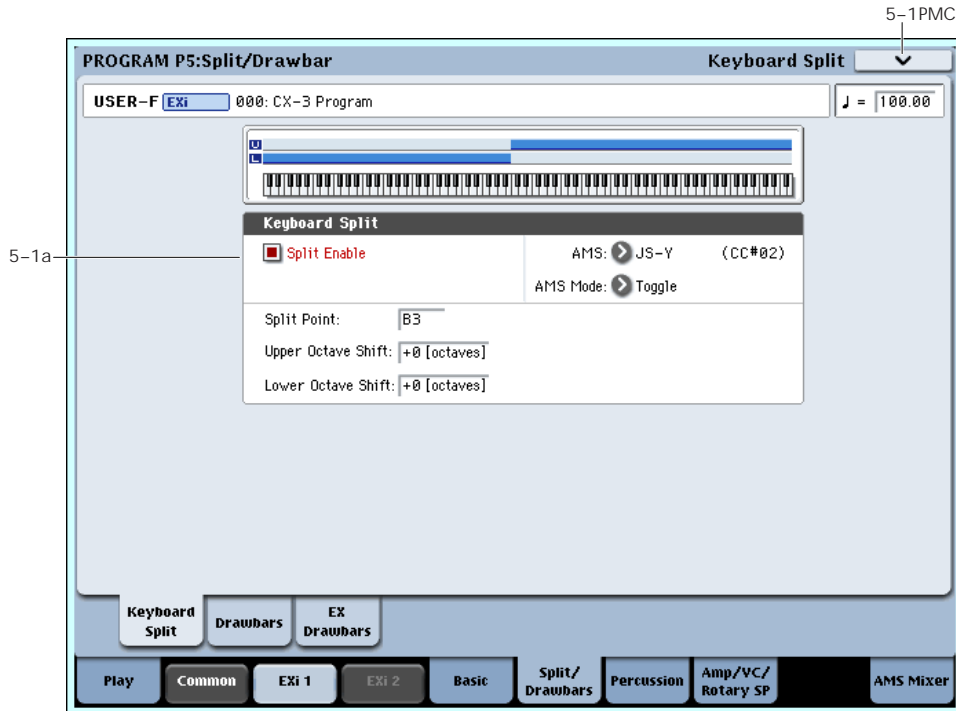 5–1PMC
PROGRAM P5:Split/Drawbar Keyboard Split
USER–F EXi 000: CX–3 Program ♩ = 100.00
U
L
Keyboard Split
5–1a
Split Enable AMS: JS–Y (CC#02)
AMS Mode: Toggle
Split Point: B3
Upper Octave Shift: +0 [octaves]
Lower Octave Shift: +0 [octaves]
Keyboard
Split
Drawbars
EX
Drawbars
Play
Common
EXi 1
EXi 2
Basic
Split/
Drawbars
Percussion
Amp/VC/
Rotary SP
AMS Mixer